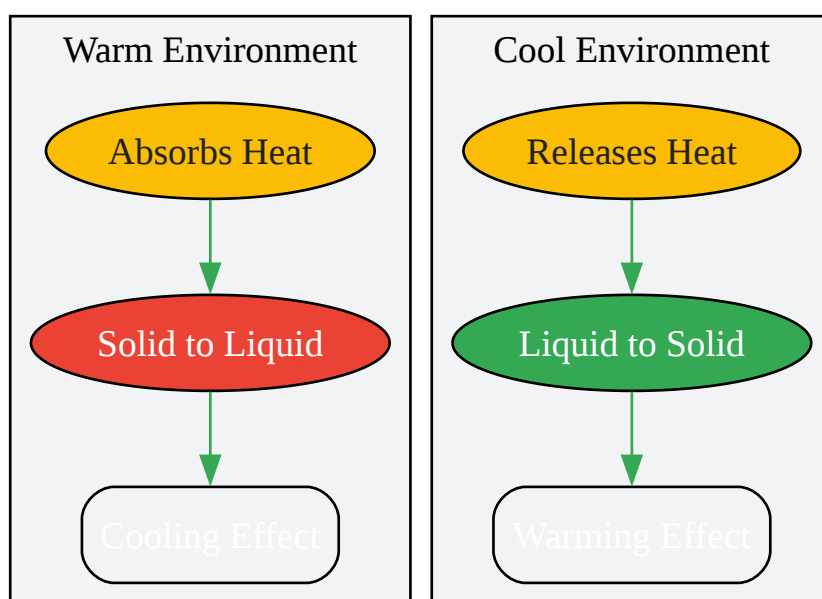 Warm Environment
Absorbs Heat
Solid to Liquid
Cooling Effect
Cool Environment
Releases Heat
Liquid to Solid
Warming Effect